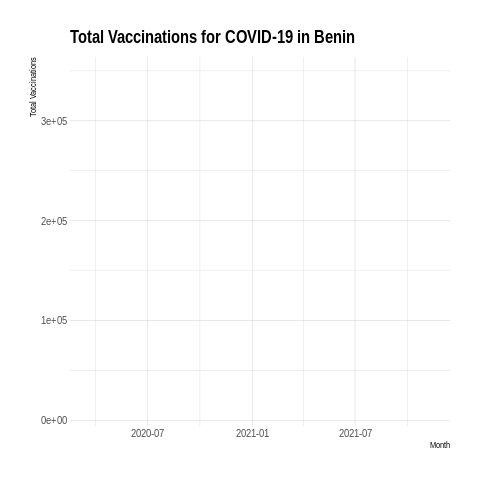 Total Vaccinations for COVID-19 in Benin
Total Vaccinations
3e+05
2e+05
1e+05
0e+00
2020-07 2021-01 2021-07
Month